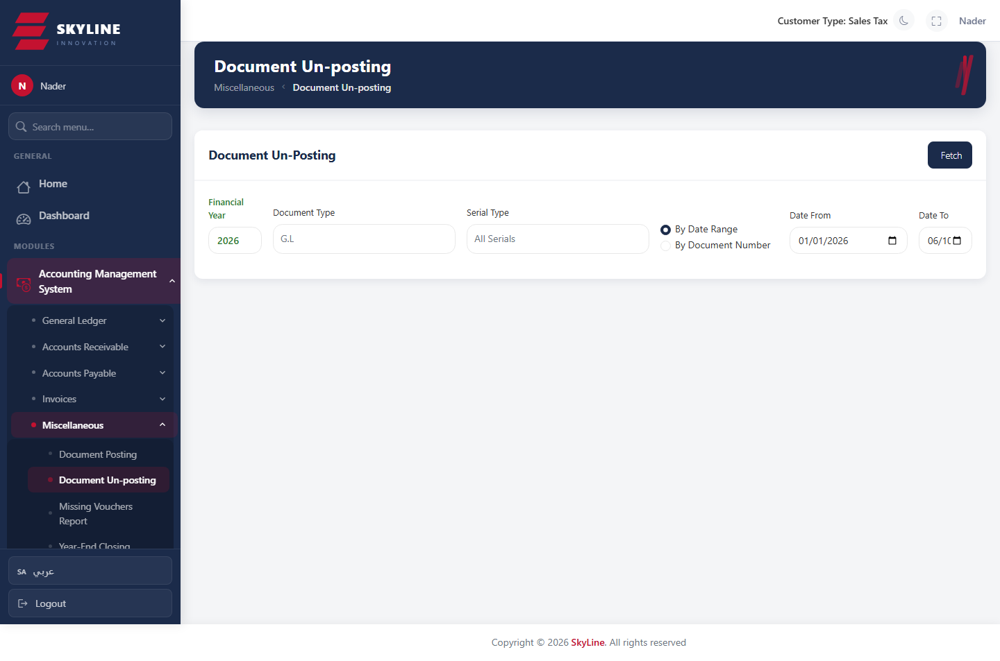 SKYLINE
INNOVATION
N Nader
Search menu...
GENERAL
Home
Dashboard
MODULES
Accounting Management
System
General Ledger
Accounts Receivable
Accounts Payable
Invoices
Miscellaneous
Document Posting
Document Un-posting
Missing Vouchers
Report
Year-End Closing
SA عربي
Logout
Customer Type: Sales Tax
Nader
Document Un-posting
Miscellaneous ‹ Document Un-posting
Document Un-Posting
Fetch
Financial
Year
2026
Document Type
G.L
Serial Type
All Serials
By Date Range
By Document Number
Date From
01/01/2026
Date To
06/10
Copyright © 2026 SkyLine. All rights reserved